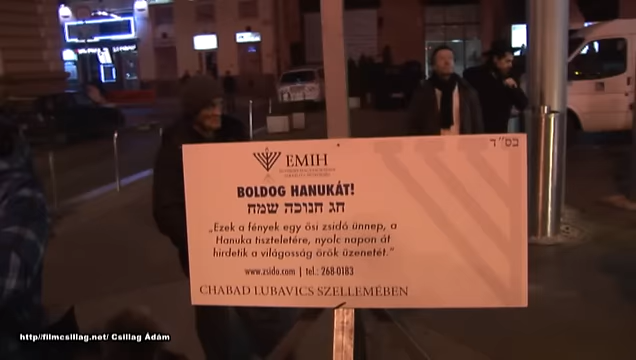 בס"ד
EMIH
BOLDOG HANUKÁT!
חג חנוכה שמח
„Ezek a fények egy ősi zsidó ünnep, a
Hanuka tiszteletére, nyolc napon át
hirdetik a világosság örök üzenetét.”
www.zsido.com | tel.: 268-0183
CHABAD LUBAVICS SZELLEMÉBEN
http//filmcsillag.net/ Csillag Ádám